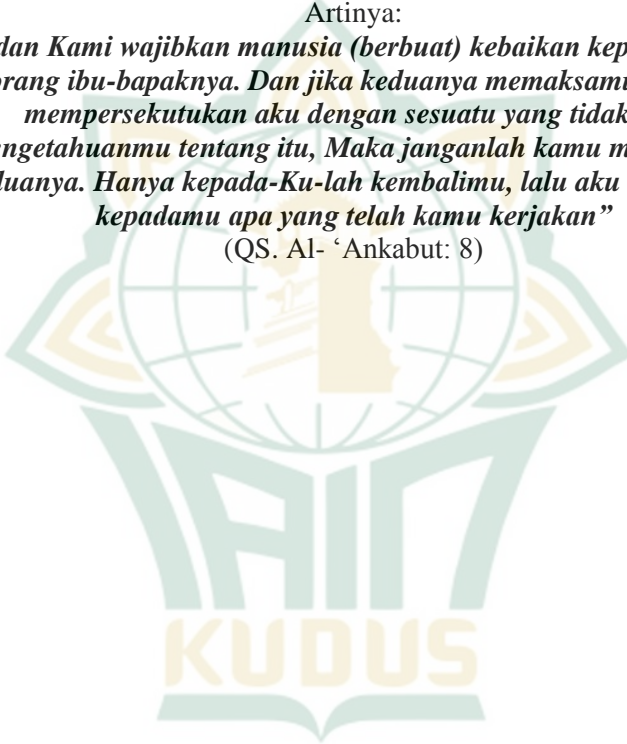 Artinya:
dan Kami wajibkan manusia (berbuat) kebaikan kep
orang ibu-bapaknya. Dan jika keduanya memaksamu
mempersekutukan aku dengan sesuatu yang tidak
ngetahuanmu tentang itu, Maka janganlah kamu m
luanya. Hanya kepada-Ku-lah kembalimu, lalu aku
kepadamu apa yang telah kamu kerjakan”
(QS. Al- ‘Ankabut: 8)
IAIN
KUDUS